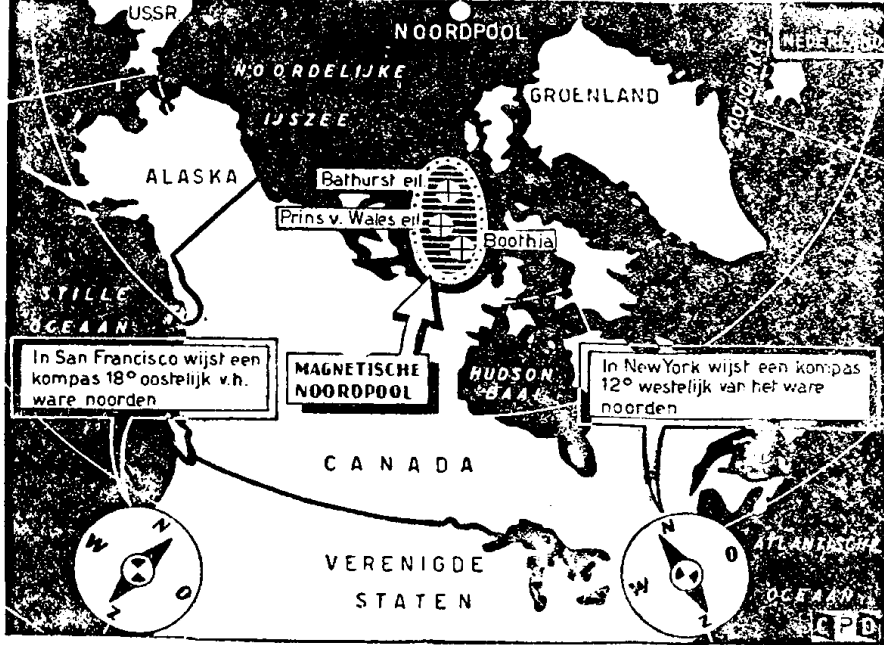 USSR
NOORDPOOL
NEDERLAND
NOORDELIJKE
IJSZEE
GROENLAND
ALASKA
Bathurst eil.
Prins v. Wales eil.
Boothia
STILLE
OCEAAN
In San Francisco wijst een
kompas 18° oostelijk v.h.
ware noorden
MAGNETISCHE
NOORDPOOL
HUDSON
BAAI
In New York wijst een kompas
12° westelijk van het ware
noorden
CANADA
N
W
O
Z
VERENIGDE
STATEN
N
W
O
Z
ATLANTISCHE
OCEAAN
CPD